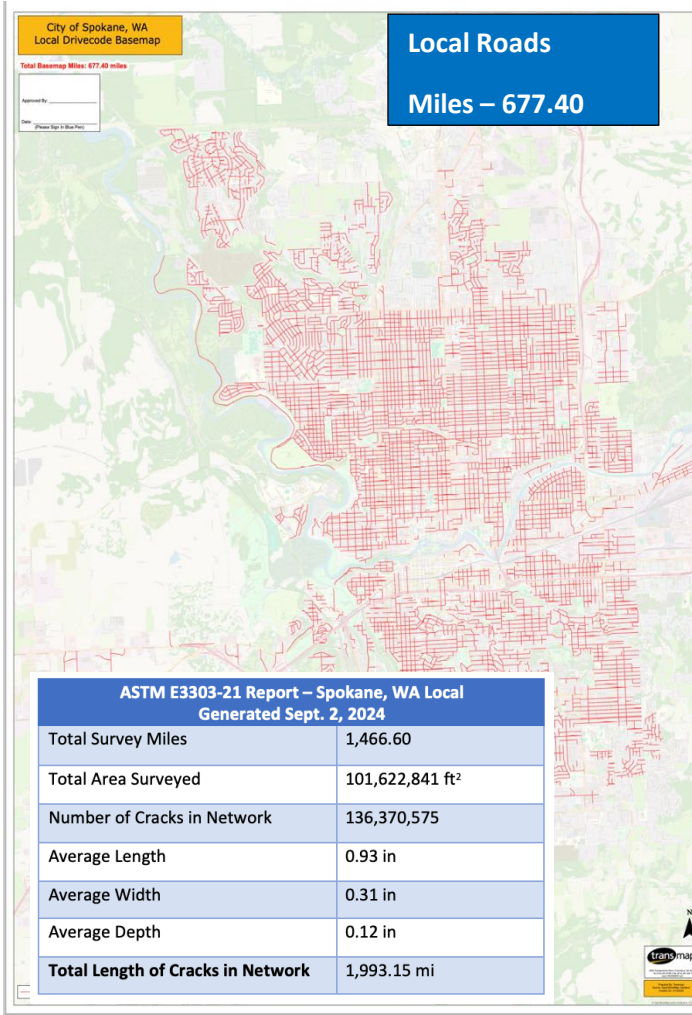 City of Spokane, WA
Local Drivecode Basemap
Total Basemap Miles: 677.40 miles
Approved By:
Date:
(Please Sign In Blue Pen)
Local Roads
Miles – 677.40
ASTM E3303-21 Report – Spokane, WA Local
Generated Sept. 2, 2024
Total Survey Miles 1,466.60
Total Area Surveyed 101,622,841 ft²
Number of Cracks in Network 136,370,575
Average Length 0.93 in
Average Width 0.31 in
Average Depth 0.12 in
Total Length of Cracks in Network 1,993.15 mi
N
transmap